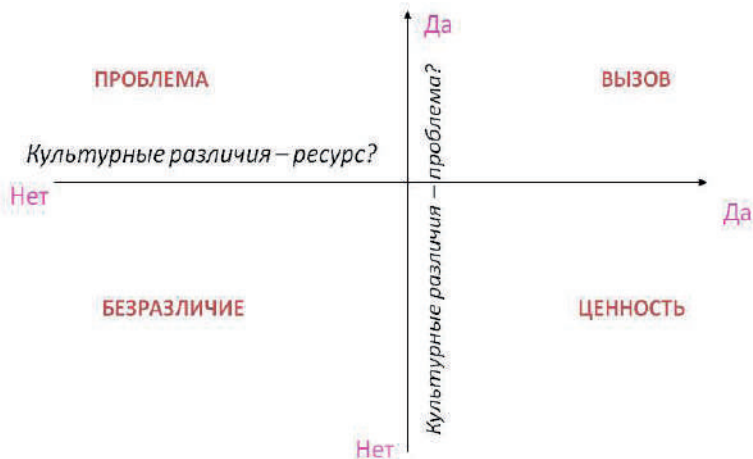 Да
ПРОБЛЕМА
ВЫЗОВ
Культурные различия – ресурс?
Культурные различия – проблема?
Нет
Да
БЕЗРАЗЛИЧИЕ
ЦЕННОСТЬ
Нет